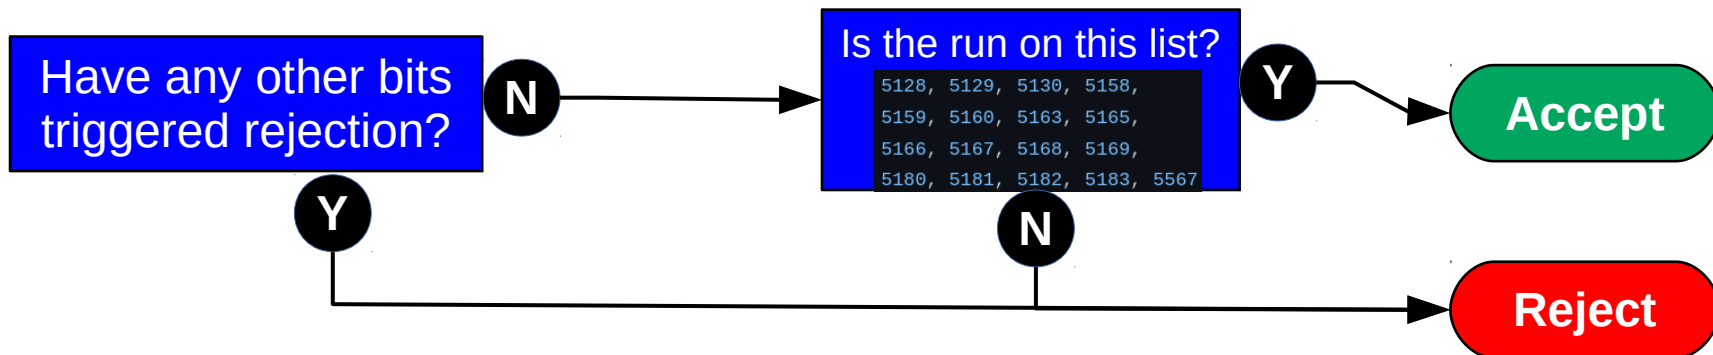 Have any other bits
triggered rejection?
N
Y
Is the run on this list?
5128, 5129, 5130, 5158,
5159, 5160, 5163, 5165,
5166, 5167, 5168, 5169,
5180, 5181, 5182, 5183, 5567
Y
N
Accept
Reject